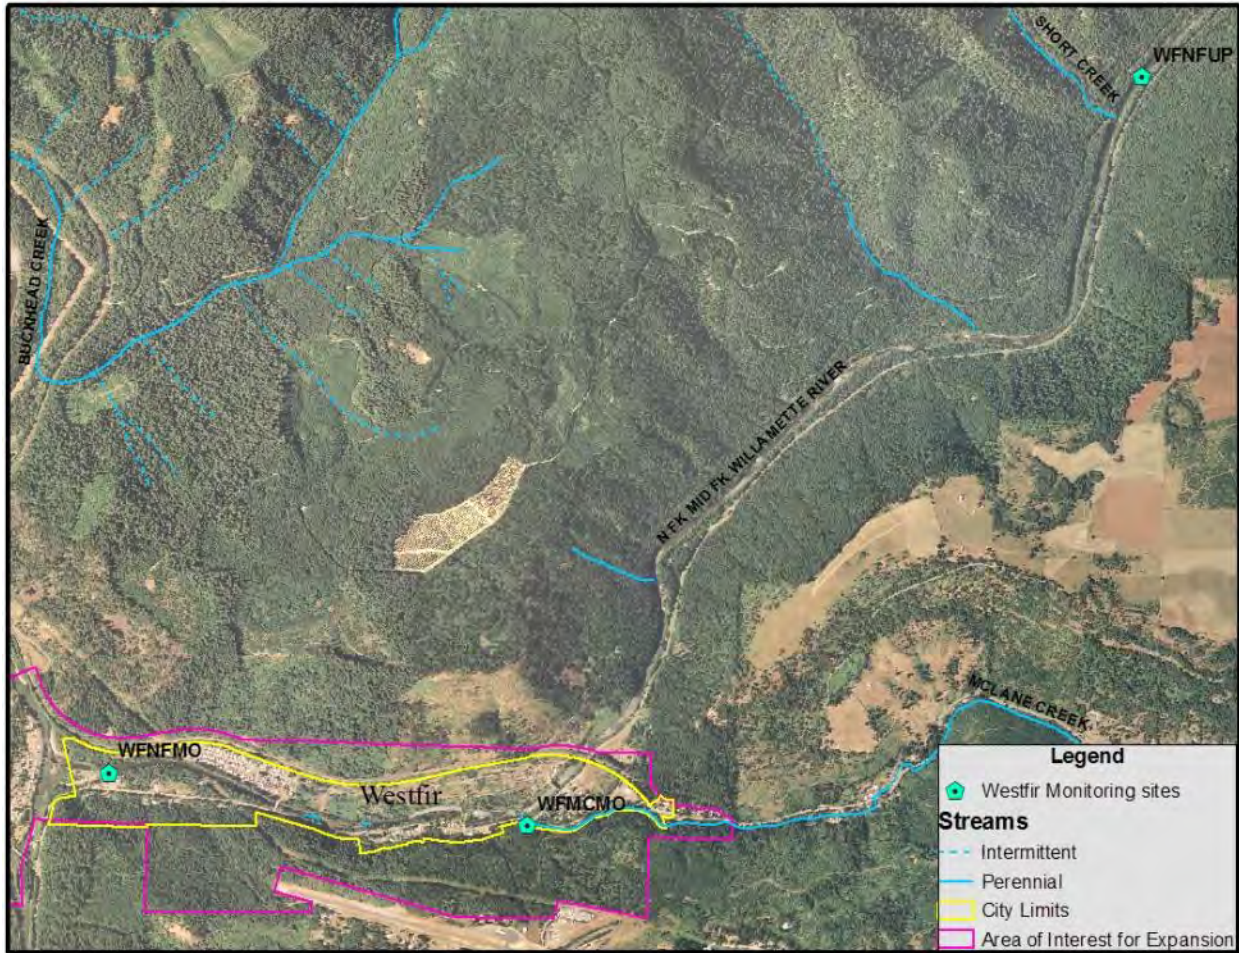 SHORT CREEK
WFNFUP
BUCKHEAD CREEK
N FK MID FK WILLAMETTE RIVER
MCLANE CREEK
WFNFMO
Westfir
WFMCMO
Legend
Westfir Monitoring sites
Streams
Intermittent
Perennial
City Limits
Area of Interest for Expansion